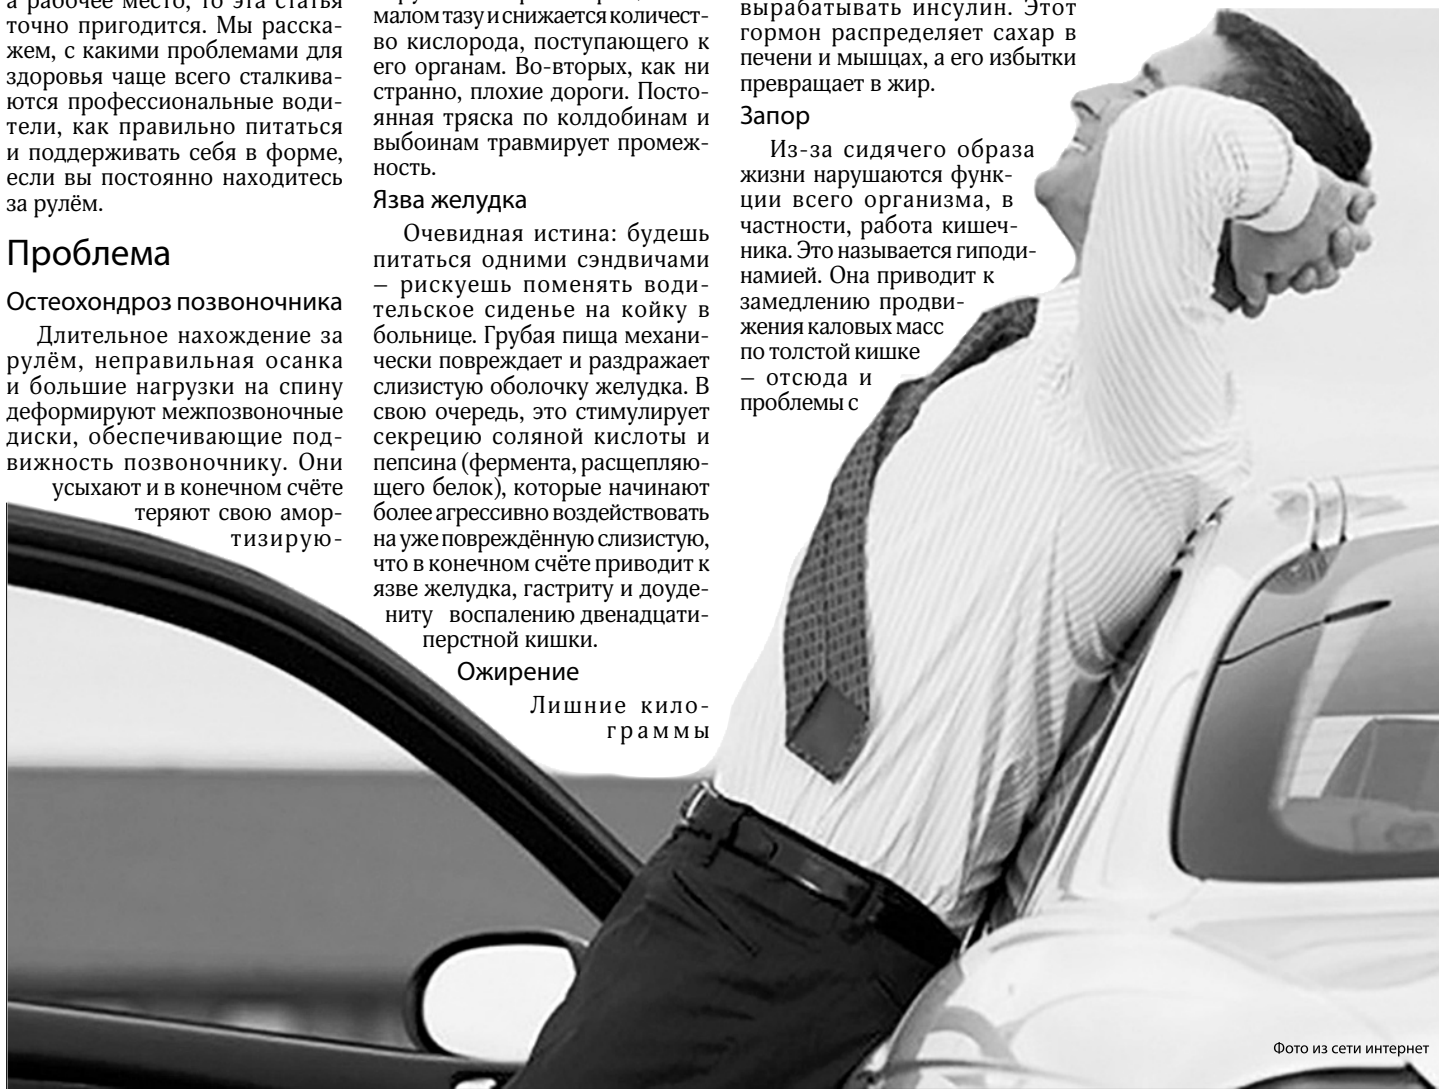 а рабочее место, то эта статья
точно пригодится. Мы расска-
жем, с какими проблемами для
здоровья чаще всего сталкива-
ются профессиональные води-
тели, как правильно питаться
и поддерживать себя в форме,
если вы постоянно находитесь
за рулём.
Проблема
Остеохондроз позвоночника
Длительное нахождение за
рулём, неправильная осанка
и большие нагрузки на спину
деформируют межпозвоночные
диски, обеспечивающие под-
вижность позвоночнику. Они
усыхают и в конечном счёте
теряют свою амор-
тизирую-
малом тазу и снижается количест-
во кислорода, поступающего к
его органам. Во-вторых, как ни
странно, плохие дороги. Посто-
янная тряска по колдобинам и
выбоинам травмирует промеж-
ность.
Язва желудка
Очевидная истина: будешь
питаться одними сэндвичами
– рискуешь поменять води-
тельское сиденье на койку в
больнице. Грубая пища механи-
чески повреждает и раздражает
слизистую оболочку желудка. В
свою очередь, это стимулирует
секрецию соляной кислоты и
пепсина (фермента, расщепляю-
щего белок), которые начинают
более агрессивно воздействовать
на уже повреждённую слизистую,
что в конечном счёте приводит к
язве желудка, гастриту и доуде-
ниту воспалению двенадцати-
перстной кишки.
Ожирение
Лишние кило-
граммы
вырабатывать инсулин. Этот
гормон распределяет сахар в
печени и мышцах, а его избытки
превращает в жир.
Запор
Из-за сидячего образа
жизни нарушаются функ-
ции всего организма, в
частности, работа кишеч-
ника. Это называется гиподи-
намией. Она приводит к
замедлению продви-
жения каловых масс
по толстой кишке
– отсюда и
проблемы с
Фото из сети интернет